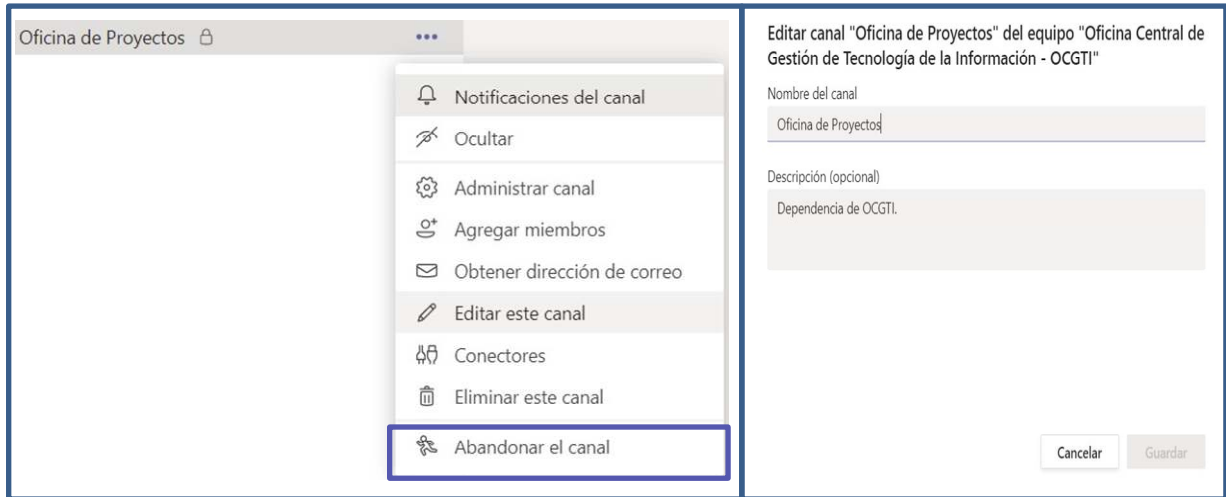 Oficina de Proyectos
Notificaciones del canal
Ocultar
Administrar canal
Agregar miembros
Obtener dirección de correo
Editar este canal
Conectores
Eliminar este canal
Abandonar el canal
Editar canal "Oficina de Proyectos" del equipo "Oficina Central de
Gestión de Tecnología de la Información - OCGTI"
Nombre del canal
Oficina de Proyectos
Descripción (opcional)
Dependencia de OCGTI.
Cancelar
Guardar